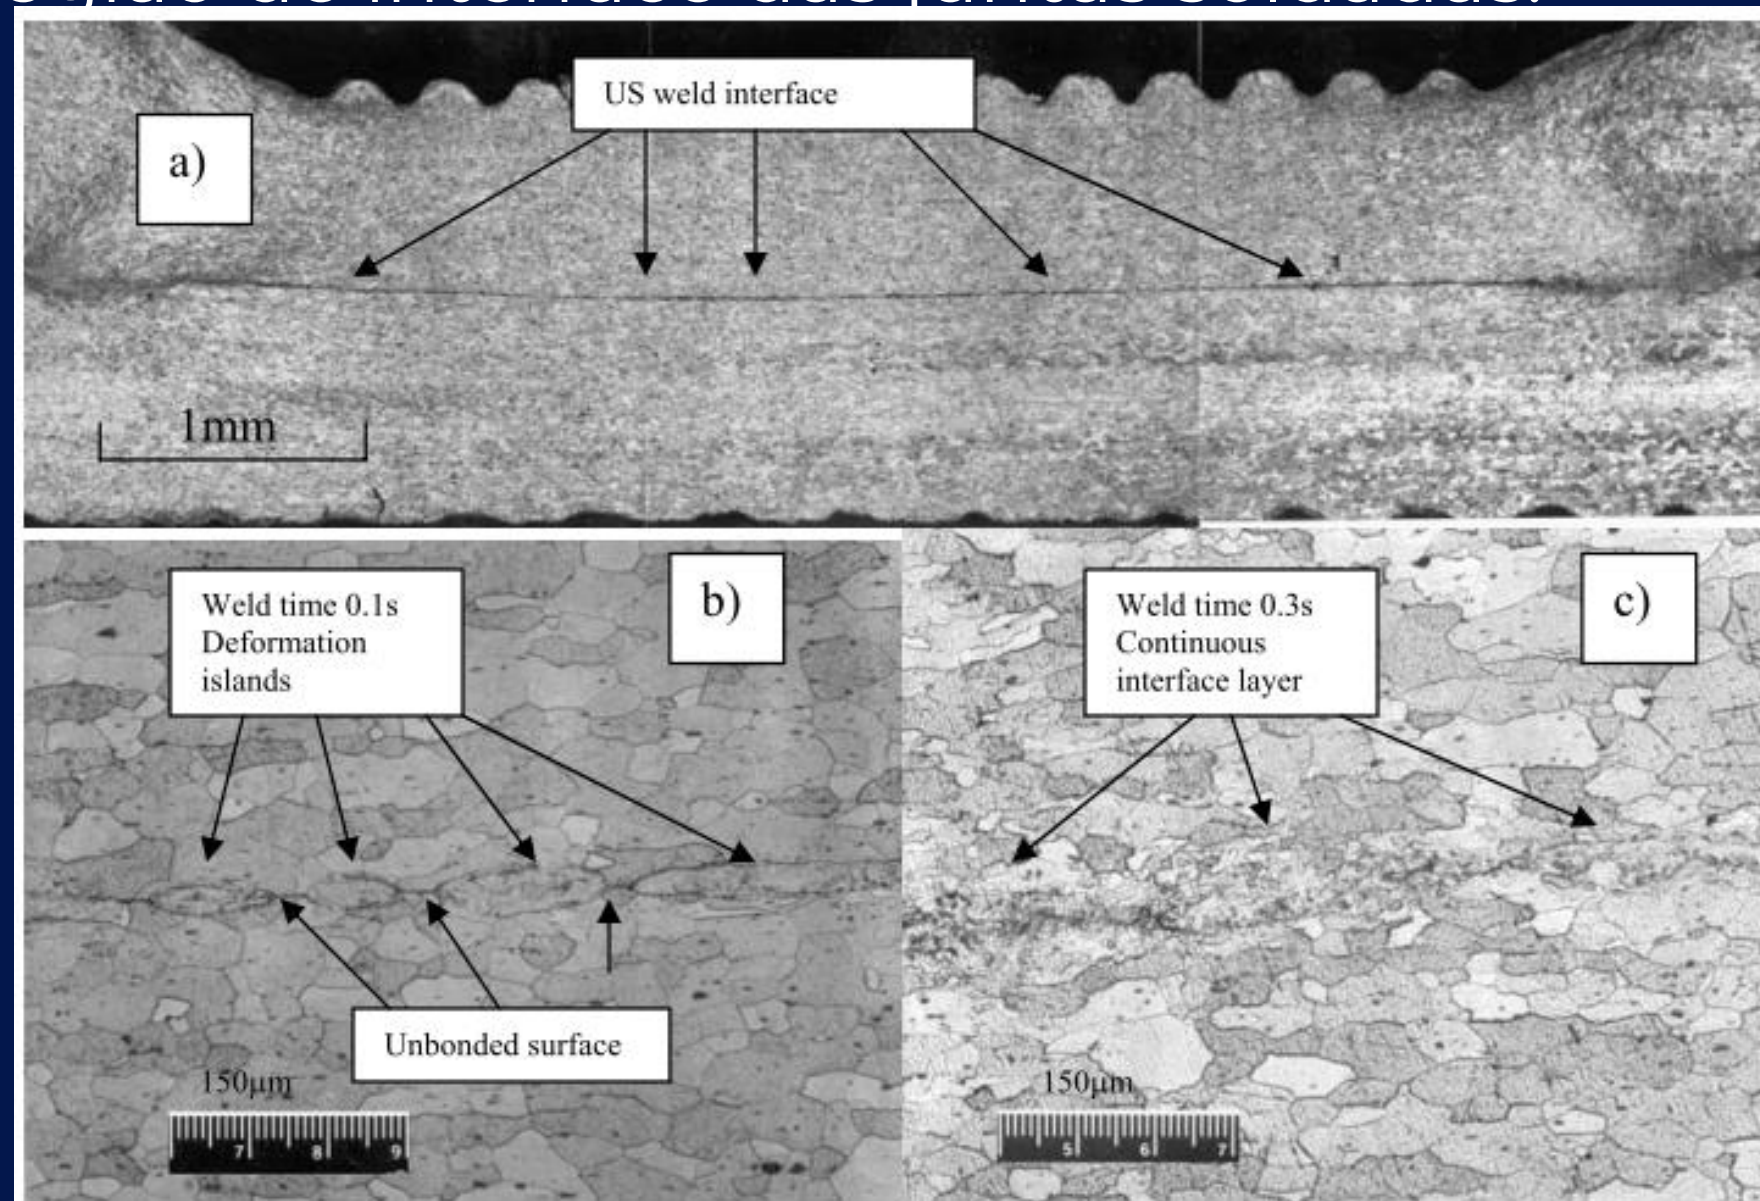 US weld interface
a)
1mm
Weld time 0.1s
Deformation
islands
b)
Weld time 0.3s
Continuous
interface layer
c)
Unbonded surface
150μm
7 8 9
150μm
5 6 7